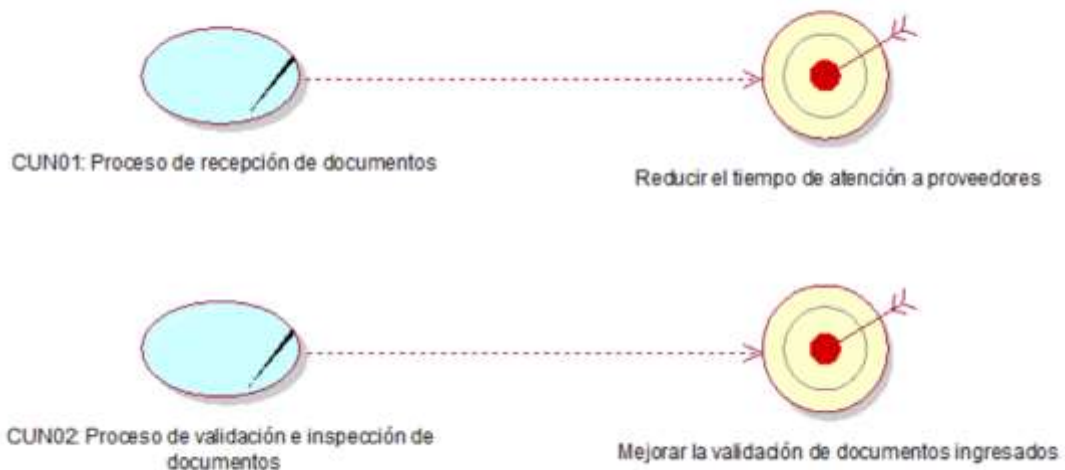 CUN01: Proceso de recepción de documentos
Reducir el tiempo de atención a proveedores
CUN02: Proceso de validación e inspección de
documentos
Mejorar la validación de documentos ingresados